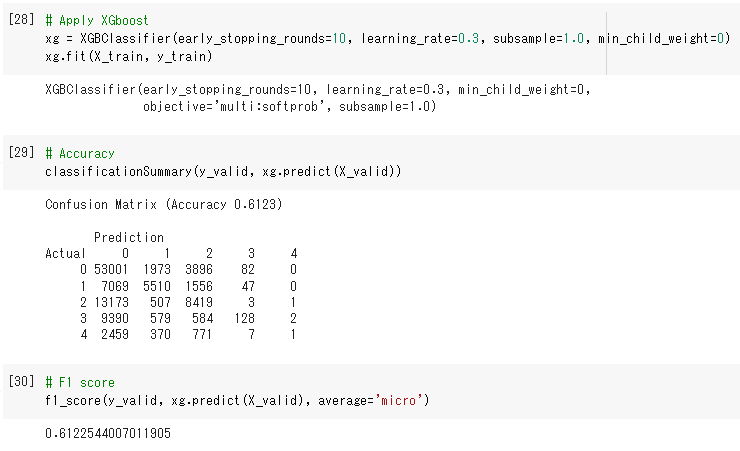 [28] # Apply XGboost
xg = XGBClassifier(early_stopping_rounds=10, learning_rate=0.3, subsample=1.0, min_child_weight=0)
xg.fit(X_train, y_train)
XGBClassifier(early_stopping_rounds=10, learning_rate=0.3, min_child_weight=0,
objective='multi:softprob', subsample=1.0)
[29] # Accuracy
classificationSummary(y_valid, xg.predict(X_valid))
Confusion Matrix (Accuracy 0.6123)
Prediction
Actual 0 1 2 3 4
0 53001 1973 3896 82 0
1 7069 5510 1556 47 0
2 13173 507 8419 3 1
3 9390 579 584 128 2
4 2459 370 771 7 1
[30] # F1 score
f1_score(y_valid, xg.predict(X_valid), average='micro')
0.6122544007011905